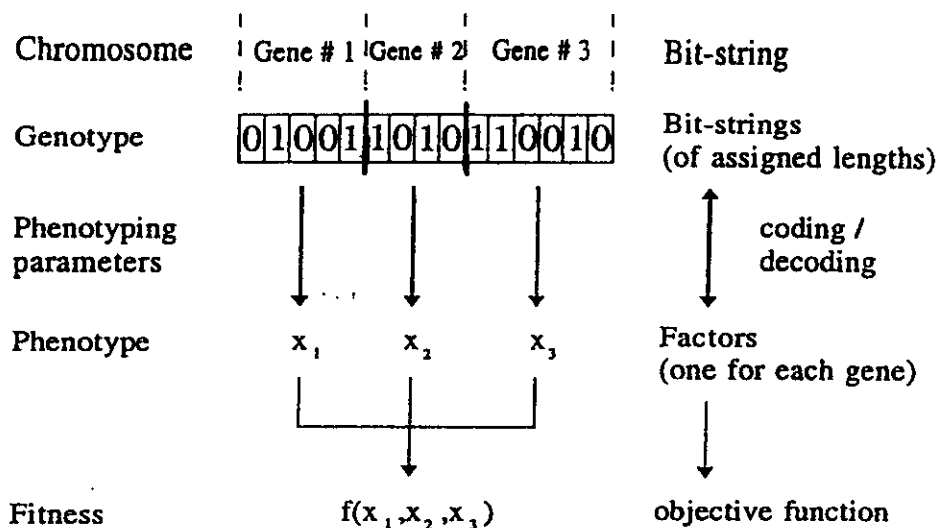 Chromosome Gene # 1 Gene # 2 Gene # 3 Bit-string
Genotype 0 1 0 0 1 1 0 1 0 1 1 0 0 1 0 Bit-strings
(of assigned lengths)
Phenotyping
parameters
coding /
decoding
Phenotype x₁ x₂ x₃ Factors
(one for each gene)
Fitness f(x₁,x₂,x₃) objective function